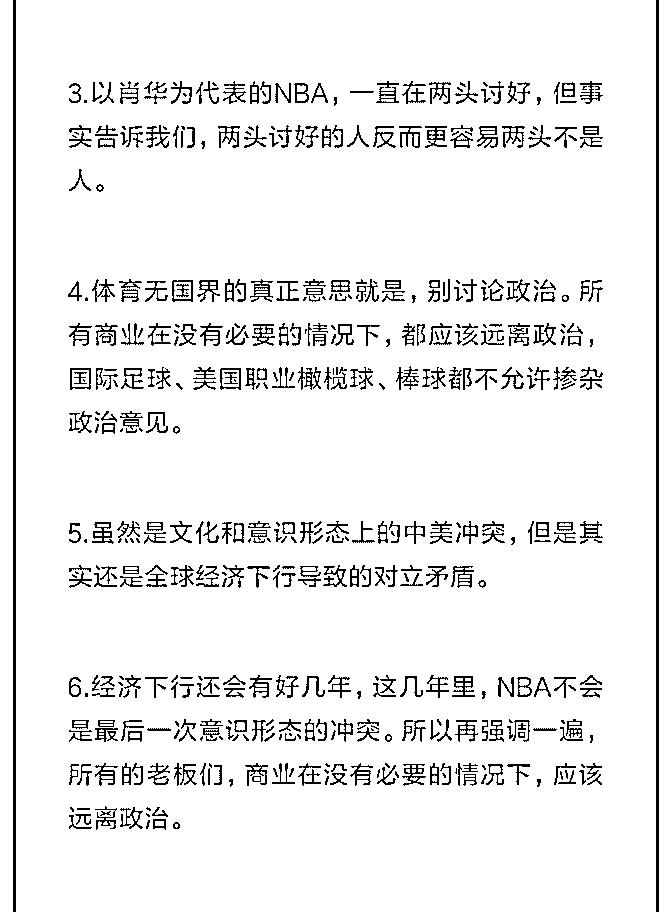 3.以肖华为代表的NBA，一直在两头讨好，但事
实告诉我们，两头讨好的人反而更容易两头不是
人。
4.体育无国界的真正意思就是，别讨论政治。所
有商业在没有必要的情况下，都应该远离政治，
国际足球、美国职业橄榄球、棒球都不允许掺杂
政治意见。
5.虽然是文化和意识形态上的中美冲突，但是其
实还是全球经济下行导致的对立矛盾。
6.经济下行还会有好几年，这几年里，NBA不会
是最后一次意识形态的冲突。所以再强调一遍，
所有的老板们，商业在没有必要的情况下，应该
远离政治。